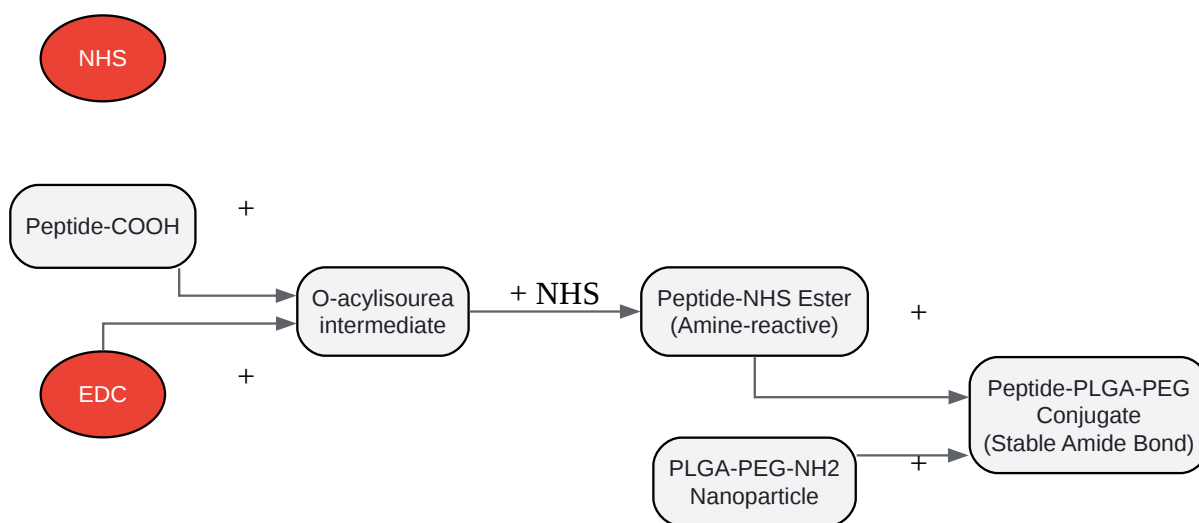 NHS
Peptide-COOH
+
O-acylisourea
intermediate
+ NHS
Peptide-NHS Ester
(Amine-reactive)
+
EDC
+
Peptide-PLGA-PEG
Conjugate
(Stable Amide Bond)
PLGA-PEG-NH2
Nanoparticle
+